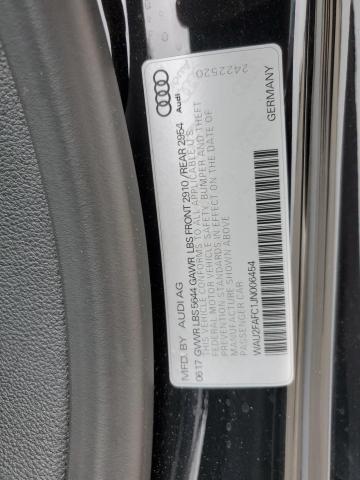 Audi
2422520
MFD. BY AUDI AG
06 17 GVWR LBS 5644 GAWR LBS FRONT 2910 / REAR 2954
THIS VEHICLE CONFORMS TO ALL APPLICABLE U.S.
FEDERAL MOTOR VEHICLE SAFETY, BUMPER AND THEFT
PREVENTION STANDARDS IN EFFECT ON THE DATE OF
MANUFACTURE SHOWN ABOVE
PASSENGER CAR
WAU2FAFC1JN006454
GERMANY